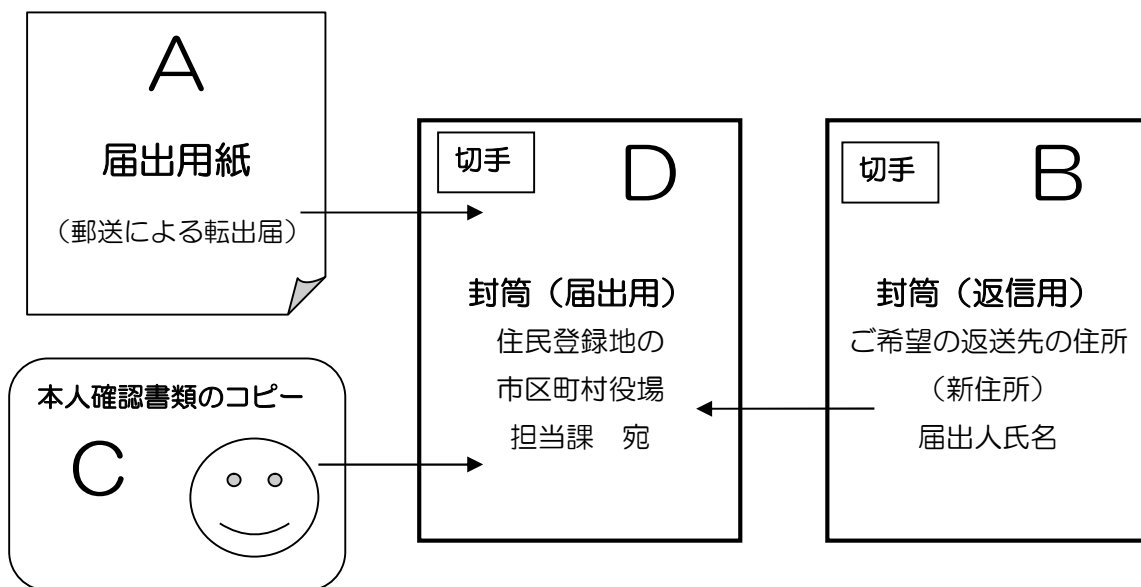 A
届出用紙
（郵送による転出届）
本人確認書類のコピー
C
切手
D
封筒（届出用）
住民登録地の
市区町村役場
担当課　宛
切手
B
封筒（返信用）
ご希望の返送先の住所
（新住所）
届出人氏名